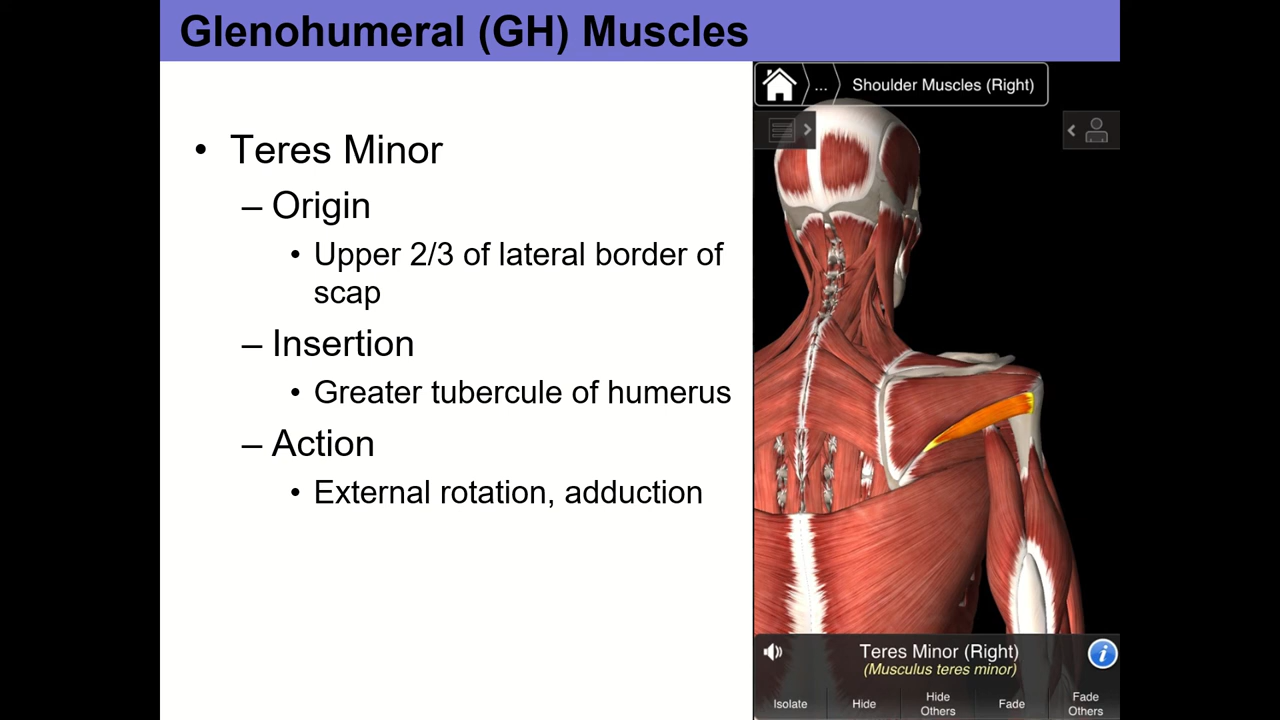 Glenohumeral (GH) Muscles
• Teres Minor
– Origin
• Upper 2/3 of lateral border of
scap
– Insertion
• Greater tubercule of humerus
– Action
• External rotation, adduction
... Shoulder Muscles (Right)
Teres Minor (Right)
(Musculus teres minor)
Isolate
Hide
Hide
Others
Fade
Fade
Others